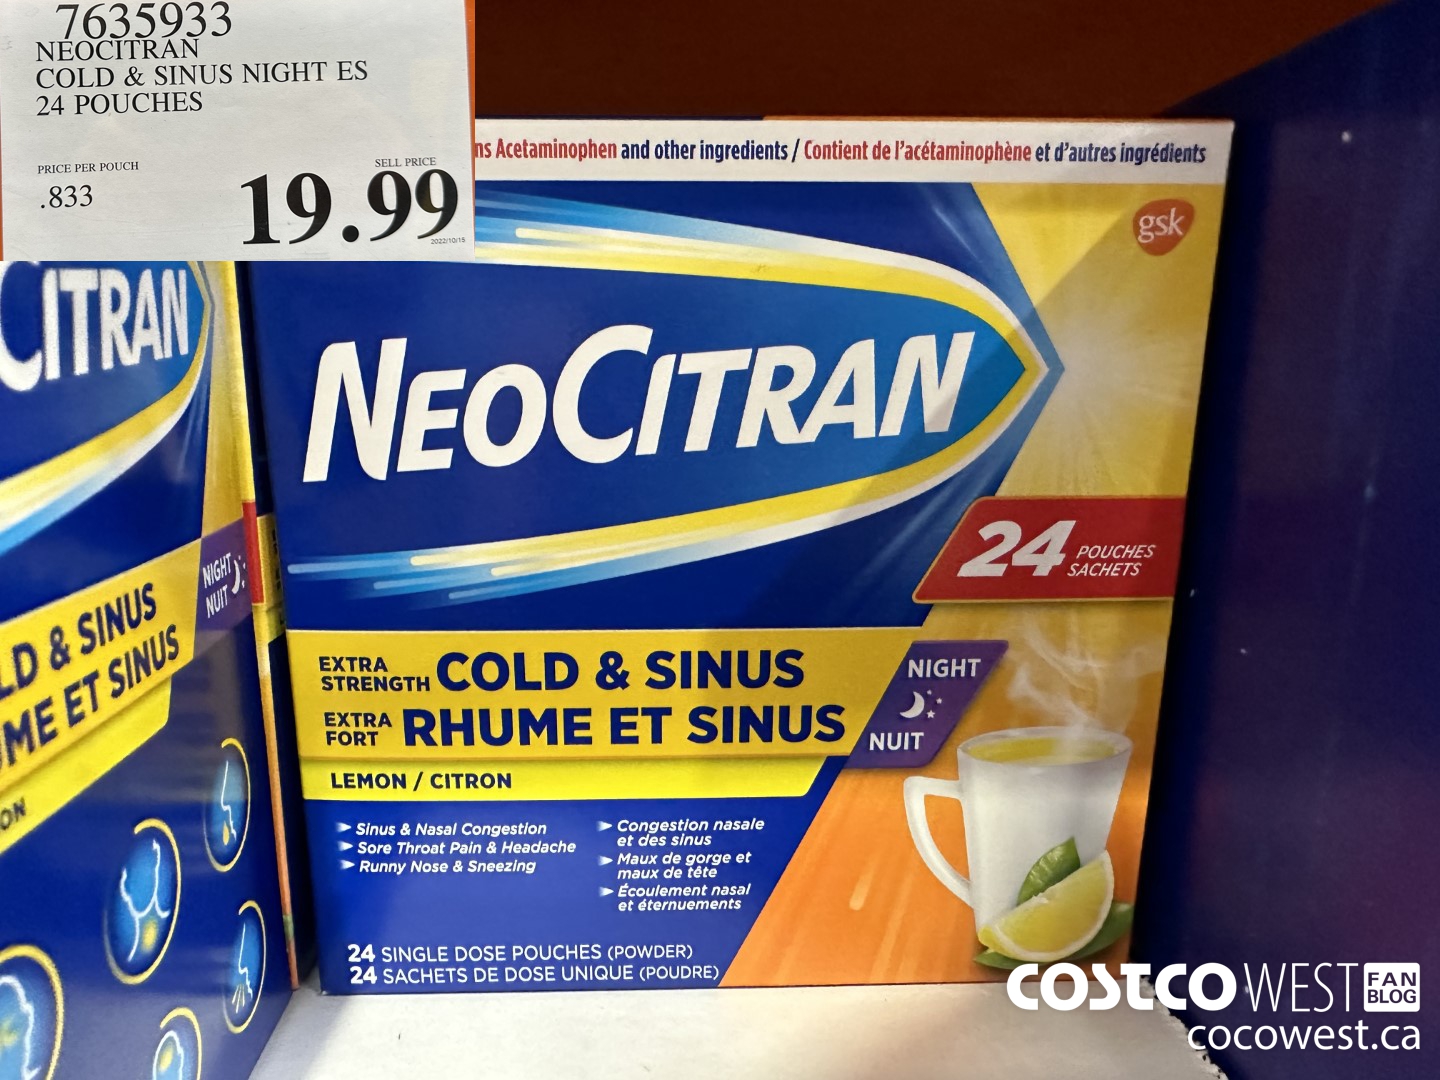 7635933
NEOCITRAN
COLD & SINUS NIGHT ES
24 POUCHES
PRICE PER POUCH
.833
SELL PRICE
19.99
2022/10/15
Acetaminophen and other ingredients / Contient de l'acétaminophène et d'autres ingrédients
gsk
NEOCITRAN
24 POUCHES
SACHETS
EXTRA STRENGTH COLD & SINUS
EXTRA FORT RHUME ET SINUS
NIGHT
NUIT
LEMON / CITRON
Sinus & Nasal Congestion
Sore Throat Pain & Headache
Runny Nose & Sneezing
Congestion nasale
et des sinus
Maux de gorge et
maux de tête
Écoulement nasal
et éternuements
24 SINGLE DOSE POUCHES (POWDER)
24 SACHETS DE DOSE UNIQUE (POUDRE)
CITRAN
NIGHT
NUIT
& SINUS
ET SINUS
COSTCO WEST FAN
BLOG
cocowest.ca